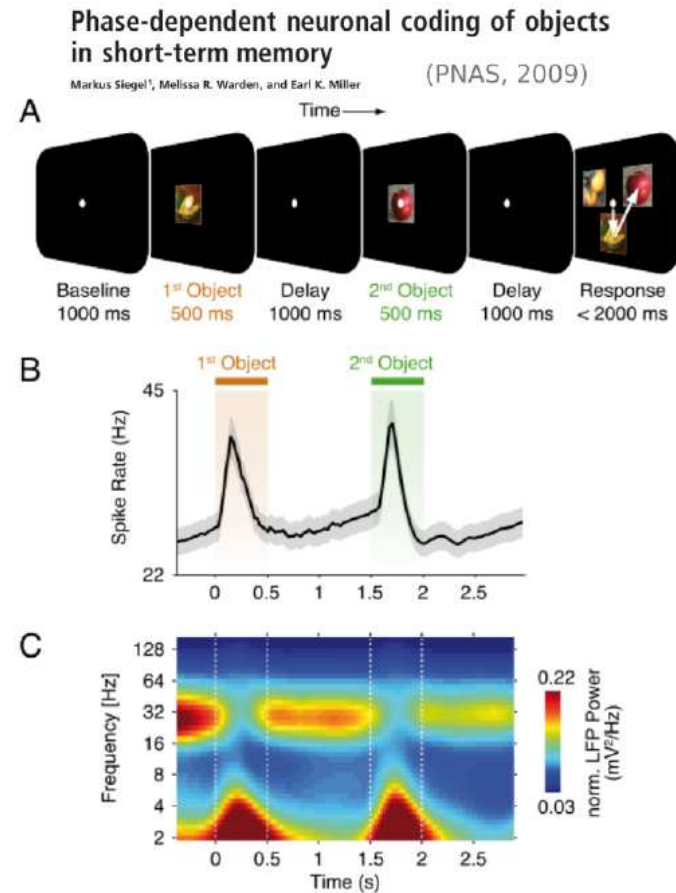 Phase-dependent neuronal coding of objects
in short-term memory
Markus Siegel¹, Melissa R. Warden, and Earl K. Miller
(PNAS, 2009)
A
Time
Baseline
1000 ms
1st Object
500 ms
Delay
1000 ms
2nd Object
500 ms
Delay
1000 ms
Response
< 2000 ms
B
1st Object
2nd Object
45
Spike Rate (Hz)
22
0 0.5 1 1.5 2 2.5
C
Frequency [Hz]
128
64
32
16
8
4
2
0 0.5 1 1.5 2 2.5
Time (s)
0.22
0.03
norm. LFP Power
(mV²/Hz)